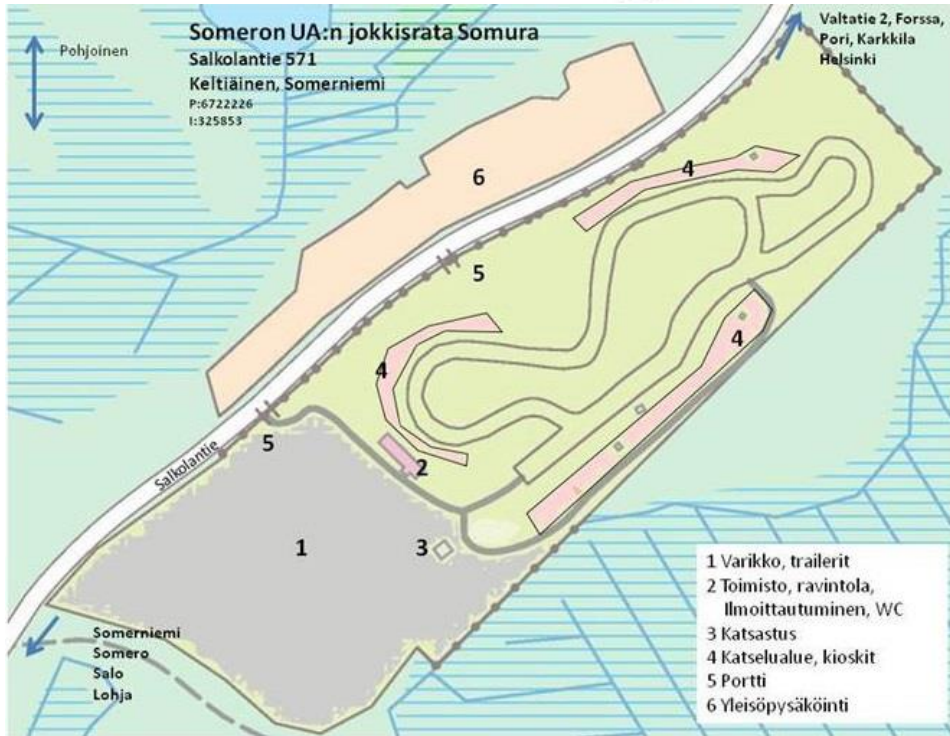 Someron UA:n jokkisrata Somura
Salkolantie 571
Keltiäinen, Somerniemi
P:6722226
I:325853
Pohjoinen
Valtatie 2, Forssa,
Pori, Karkkila
Helsinki
4
6
5
4
4
5
Salkolantie
2
1
3
Somerniemi
Somero
Salo
Lohja
1 Varikko, trailerit
2 Toimisto, ravintola,
Ilmoittautuminen, WC
3 Katsastus
4 Katselualue, kioskit
5 Portti
6 Yleisöpysäköinti